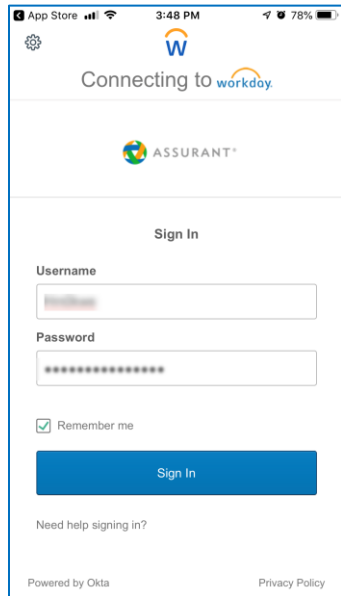 App Store 3:48 PM 78%
W
Connecting to workday.
ASSURANT®
Sign In
Username
Password
Remember me
Sign In
Need help signing in?
Powered by Okta Privacy Policy